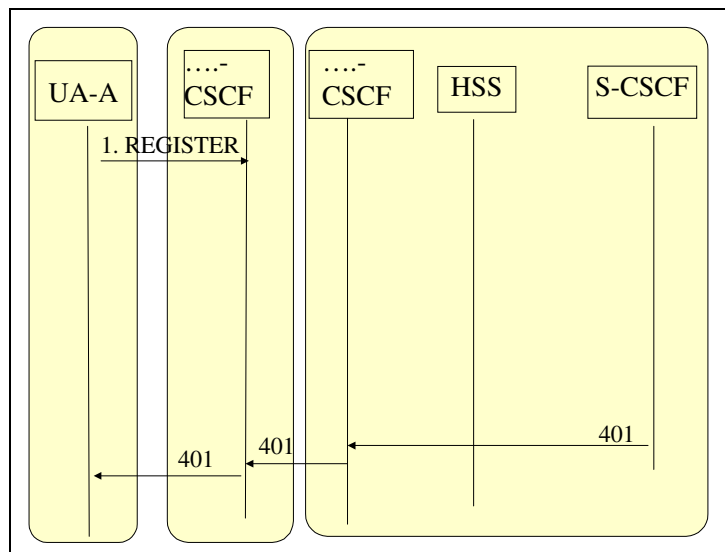 UA-A
….-
CSCF
….-
CSCF
HSS
S-CSCF
1. REGISTER
401
401
401